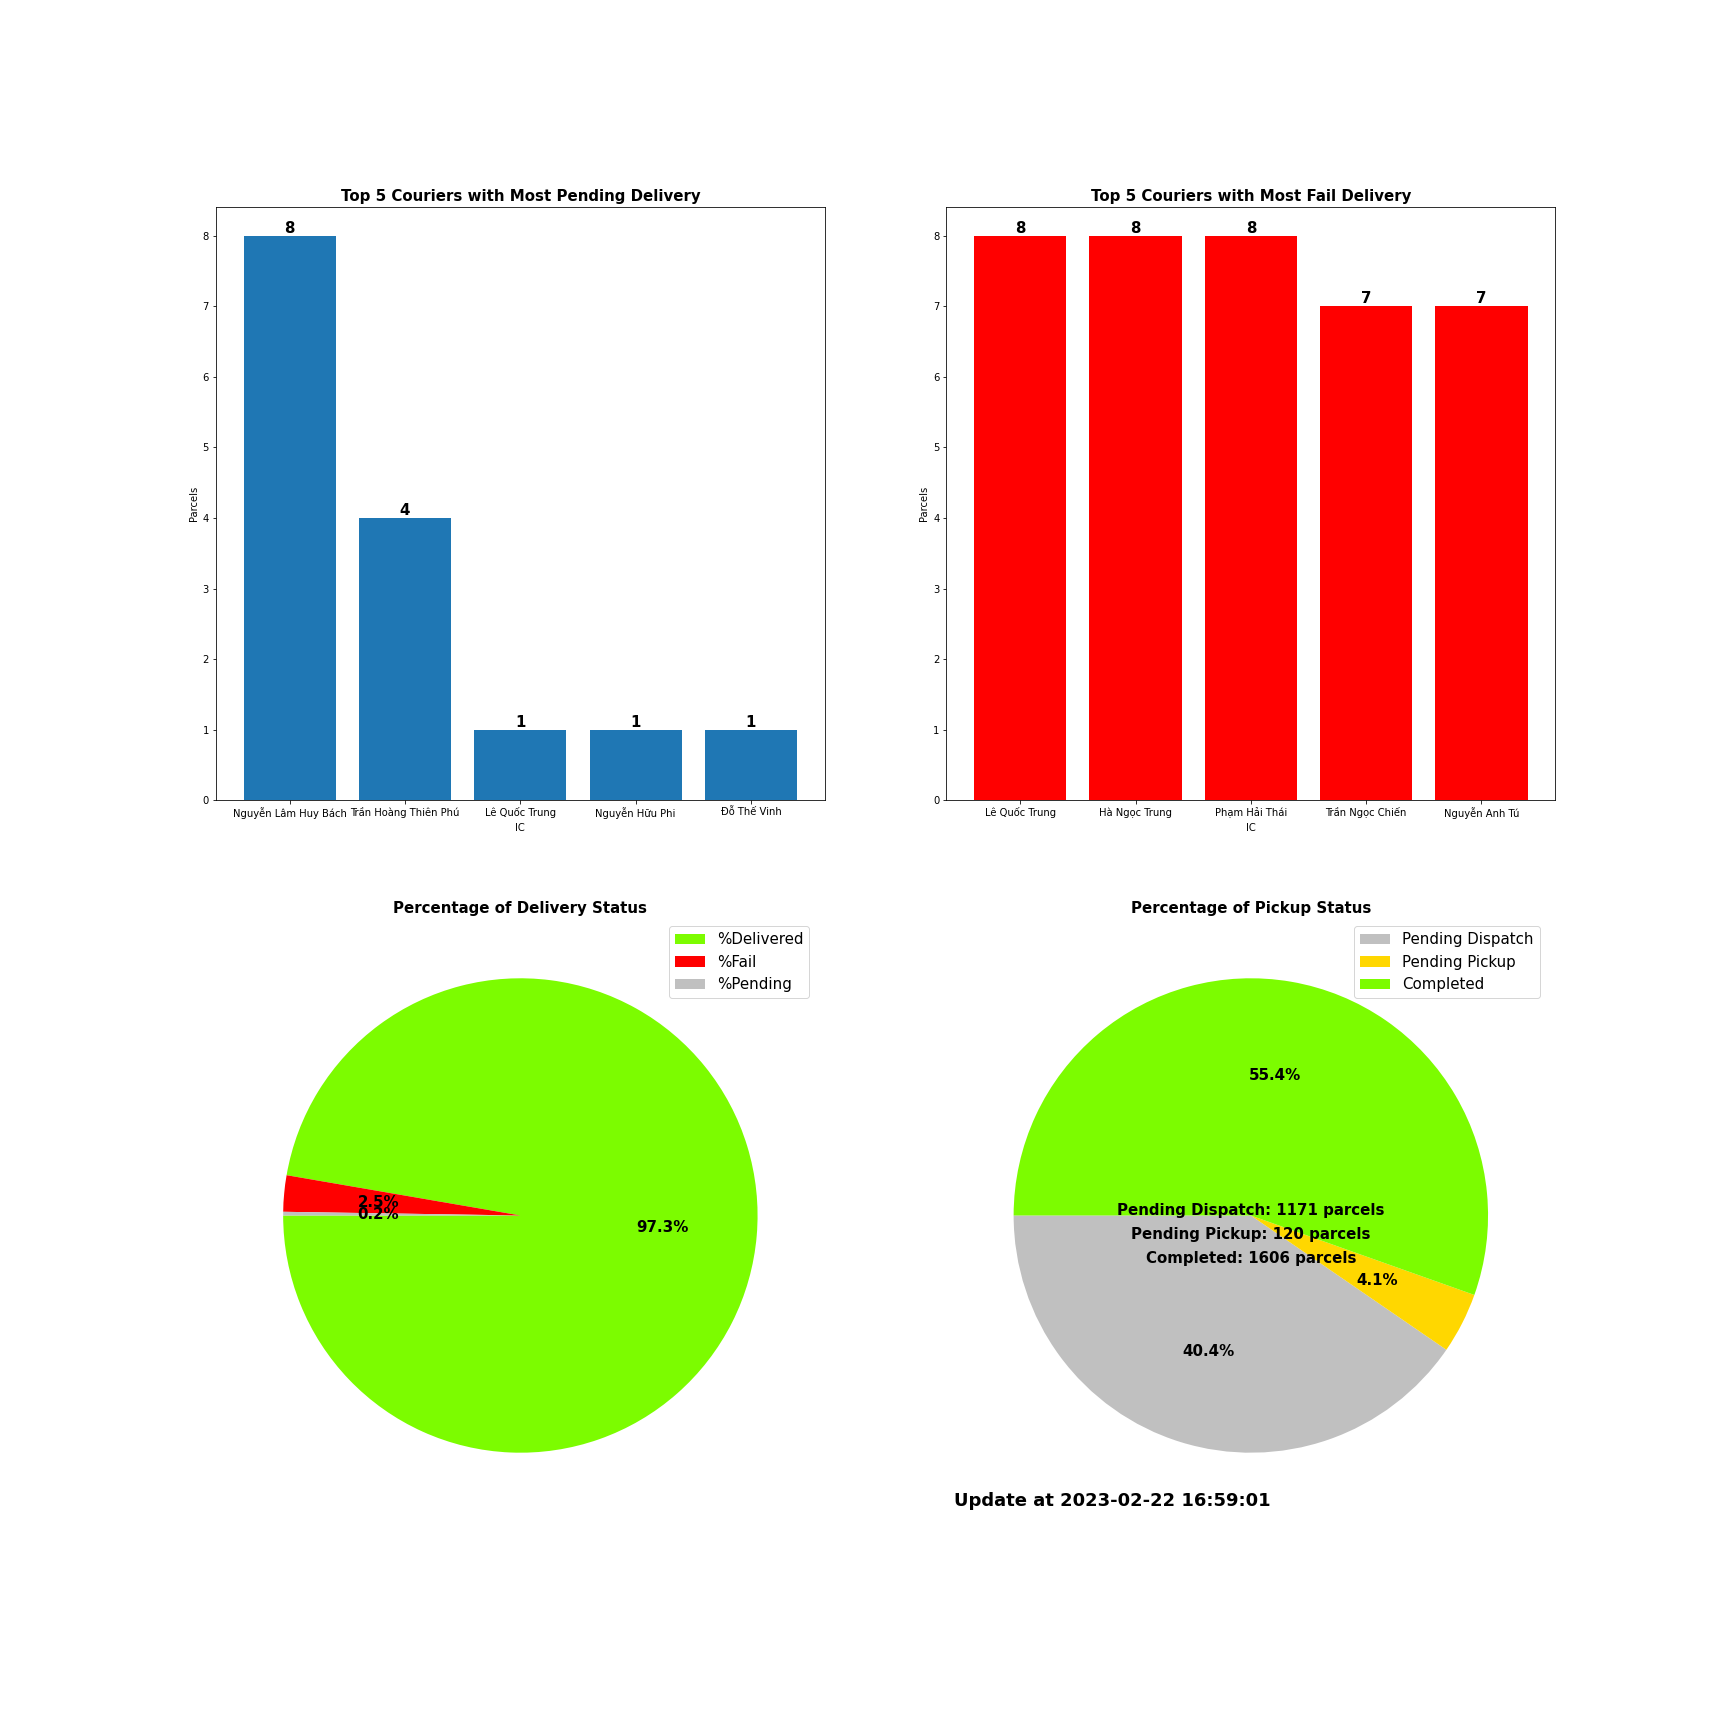 Top 5 Couriers with Most Pending Delivery
8
4
1
1
1
8
7
6
5
4
3
2
1
0
Parcels
Nguyễn Lâm Huy Bách
Trần Hoàng Thiên Phú
Lê Quốc Trung
Nguyễn Hữu Phi
Đỗ Thế Vinh
IC
Top 5 Couriers with Most Fail Delivery
8
8
8
7
7
8
7
6
5
4
3
2
1
0
Parcels
Lê Quốc Trung
Hà Ngọc Trung
Phạm Hải Thái
Trần Ngọc Chiến
Nguyễn Anh Tú
IC
Percentage of Delivery Status
%Delivered
%Fail
%Pending
2.5%
0.2%
97.3%
Percentage of Pickup Status
Pending Dispatch
Pending Pickup
Completed
55.4%
Pending Dispatch: 1171 parcels
Pending Pickup: 120 parcels
Completed: 1606 parcels
4.1%
40.4%
Update at 2023-02-22 16:59:01